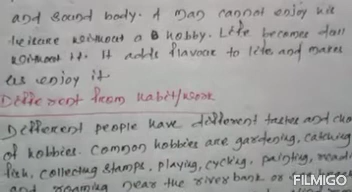 and sound body. A man cannot enjoy his
leisure without a hobby. Life becomes dull
without it. It adds flavour to life and makes
us enjoy it
Different from habit/work
Different people have different tastes and cho
of hobbies. Common hobbies are gardening, catching
fish, collecting stamps, playing, cycling, painting, readi
and roaming near the river bank or
FILMIGO